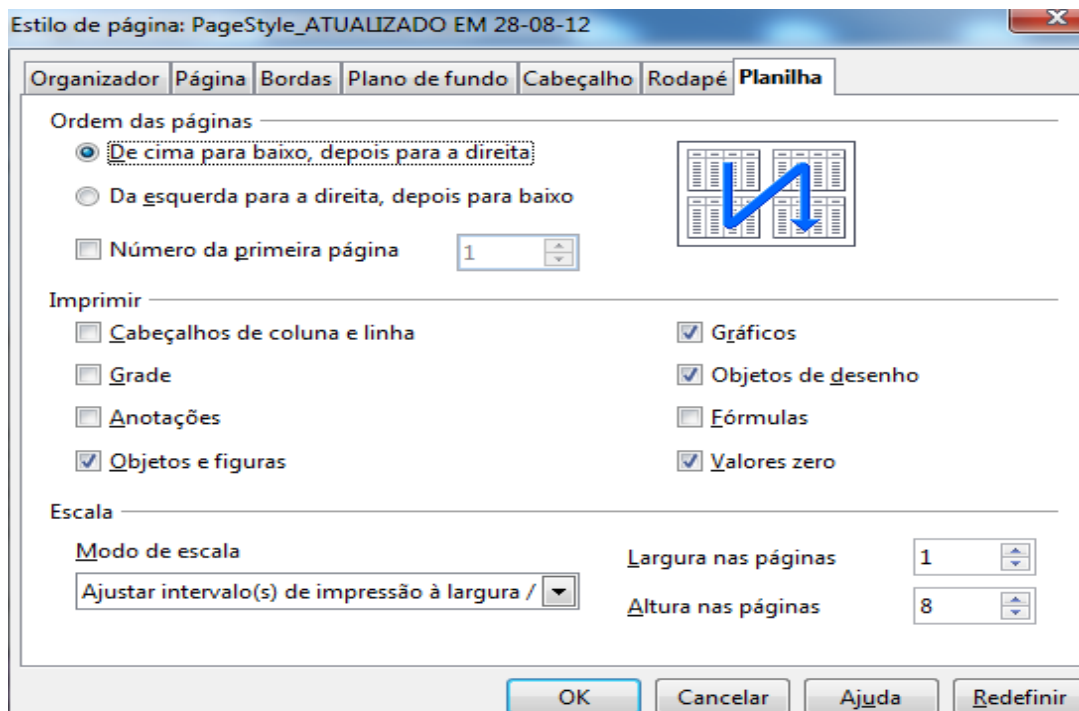 Estilo de página: PageStyle_ATUALIZADO EM 28-08-12
Organizador Página Bordas Plano de fundo Cabeçalho Rodapé Planilha
Ordem das páginas
De cima para baixo, depois para a direita
Da esquerda para a direita, depois para baixo
Número da primeira página 1
Imprimir
Cabeçalhos de coluna e linha Gráficos
Grade Objetos de desenho
Anotações Fórmulas
Objetos e figuras Valores zero
Escala
Modo de escala Largura nas páginas 1
Ajustar intervalo(s) de impressão à largura / Altura nas páginas 8
OK Cancelar Ajuda Redefinir